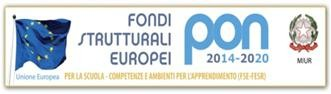 FONDI
STRUTTURALI
EUROPEI
pon
2014-2020
Unione Europea
MIUR
PER LA SCUOLA - COMPETENZE E AMBIENTI PER L'APPRENDIMENTO (FSE-FESR)